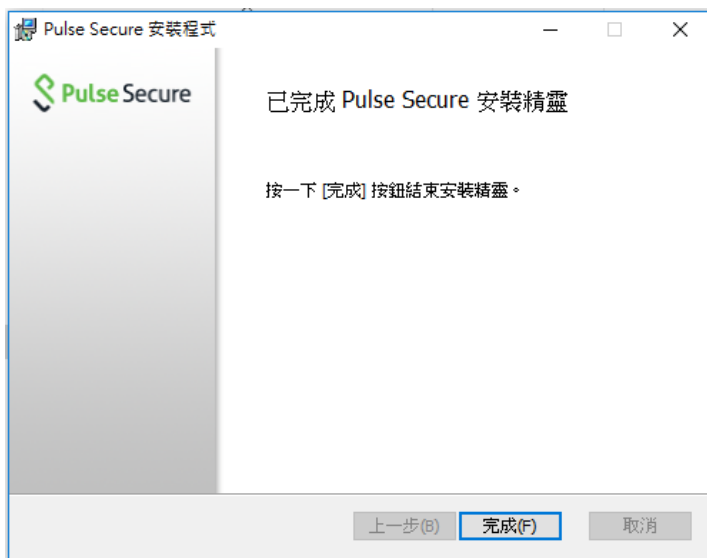 Pulse Secure 安裝程式
Pulse Secure
已完成 Pulse Secure 安裝精靈
按一下 [完成] 按鈕結束安裝精靈。
上一步(B) 完成(F) 取消